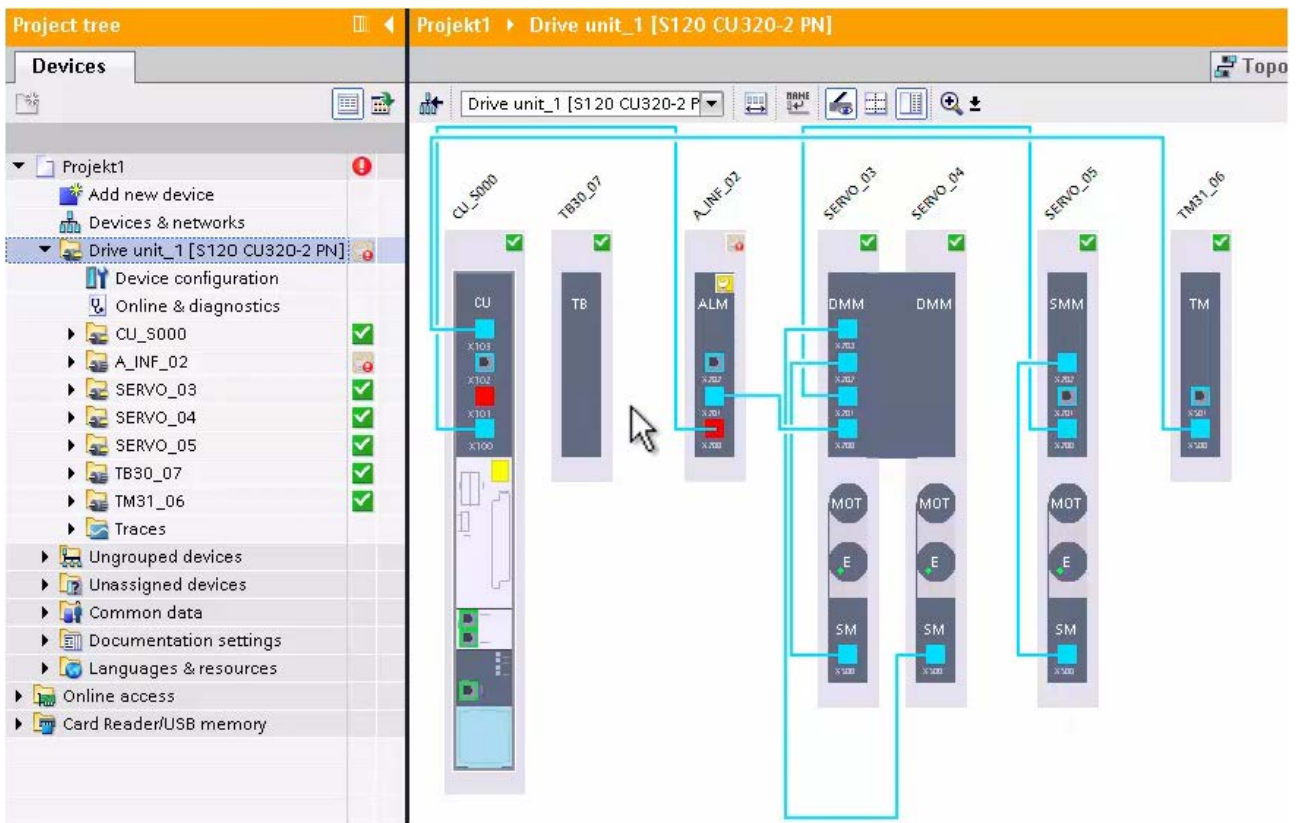 Project tree
Projekt1 ▸ Drive unit_1 [S120 CU320-2 PN]
Devices
Topo
Drive unit_1 [S120 CU320-2 P
NAME
Projekt1
Add new device
Devices & networks
Drive unit_1 [S120 CU320-2 PN]
Device configuration
Online & diagnostics
CU_S000
A_INF_02
SERVO_03
SERVO_04
SERVO_05
TB30_07
TM31_06
Traces
Ungrouped devices
Unassigned devices
Common data
Documentation settings
Languages & resources
Online access
Card Reader/USB memory
CU_S000
TB30_07
A_INF_02
SERVO_03
SERVO_04
SERVO_05
TM31_06
CU
X103
X102
X101
X100
TB
ALM
X202
X201
X200
DMM
DMM
X203
X202
X201
X200
MOT
MOT
E
E
SM
SM
X500
X500
SMM
X202
X201
X200
MOT
E
SM
X500
TM
X501
X500